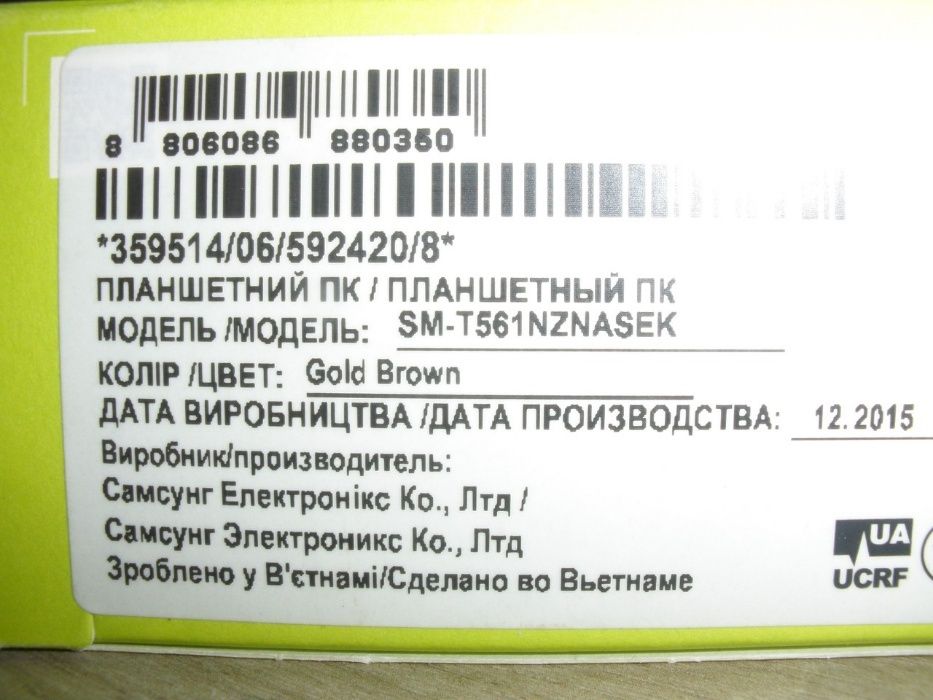 8 806086 880350
*359514/06/592420/8*
ПЛАНШЕТНИЙ ПК / ПЛАНШЕТНЫЙ ПК
МОДЕЛЬ /МОДЕЛЬ: SM-T561NZNASEK
КОЛІР /ЦВЕТ: Gold Brown
ДАТА ВИРОБНИЦТВА /ДАТА ПРОИЗВОДСТВА: 12.2015
Виробник/производитель:
Самсунг Електронікс Ко., Лтд /
Самсунг Электроникс Ко., Лтд
Зроблено у В'єтнамі/Сделано во Вьетнаме
UA
UCRF